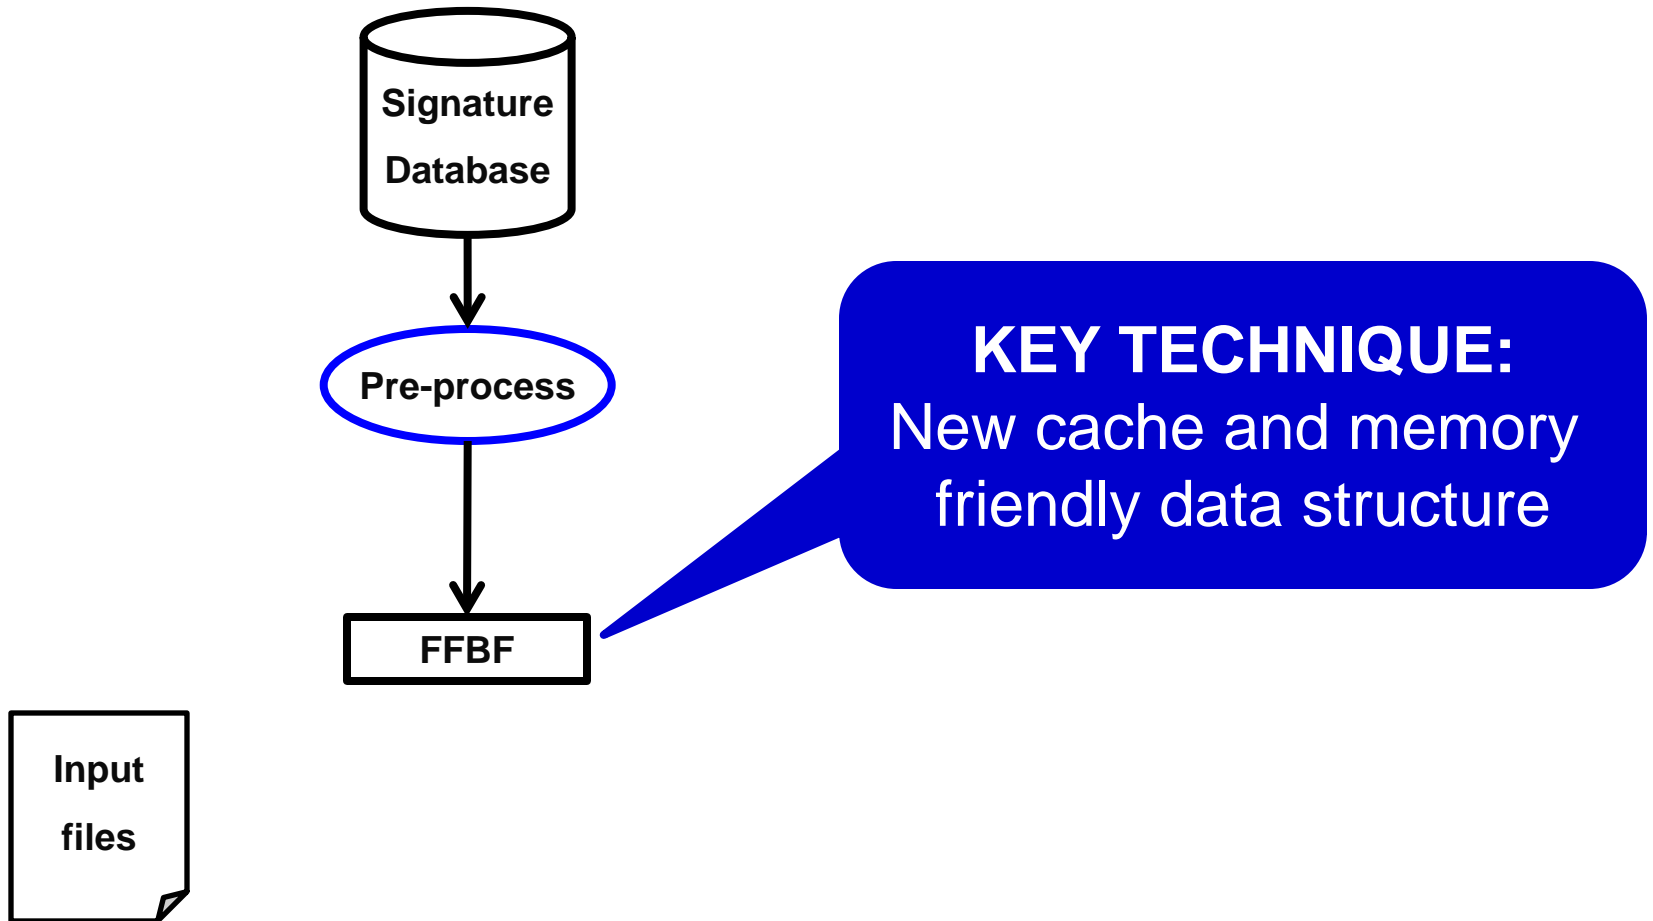 Signature
Database
Pre-process
KEY TECHNIQUE:
New cache and memory
friendly data structure
FFBF
Input
files